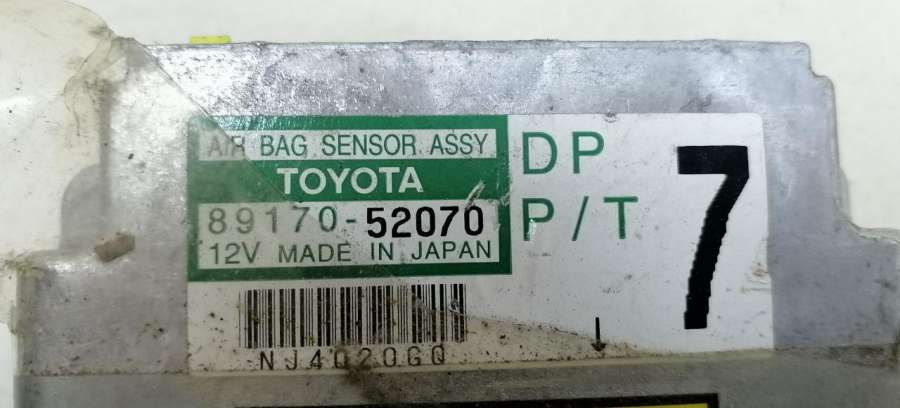 AIR BAG SENSOR ASSY
TOYOTA
89170-52070
12V MADE IN JAPAN
DP
P/T
7
NJ4020GQ